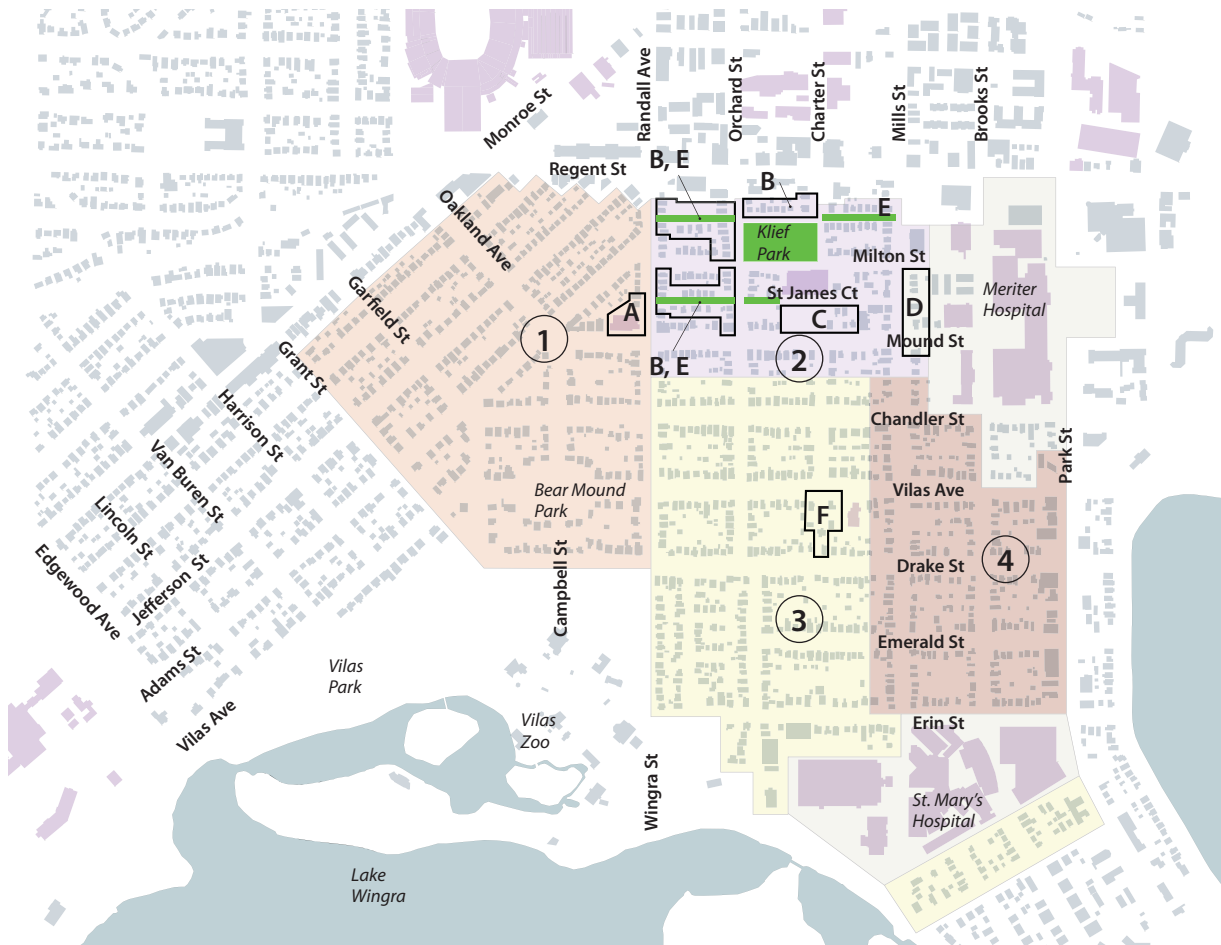 Monroe St
Randall Ave
Orchard St
Charter St
Mills St
Brooks St
Regent St
B, E
B
E
Oakland Ave
Klief
Park
Milton St
Garfield St
St James Ct
Meriter
Hospital
A
C
D
1
Mound St
Grant St
2
B, E
Harrison St
Chandler St
Park St
Van Buren St
Vilas Ave
Bear Mound
Park
Lincoln St
F
Edgewood Ave
Jefferson St
Campbell St
Drake St
4
3
Emerald St
Adams St
Vilas
Park
Vilas Ave
Vilas
Zoo
Erin St
Wingra St
St. Mary's
Hospital
Lake
Wingra